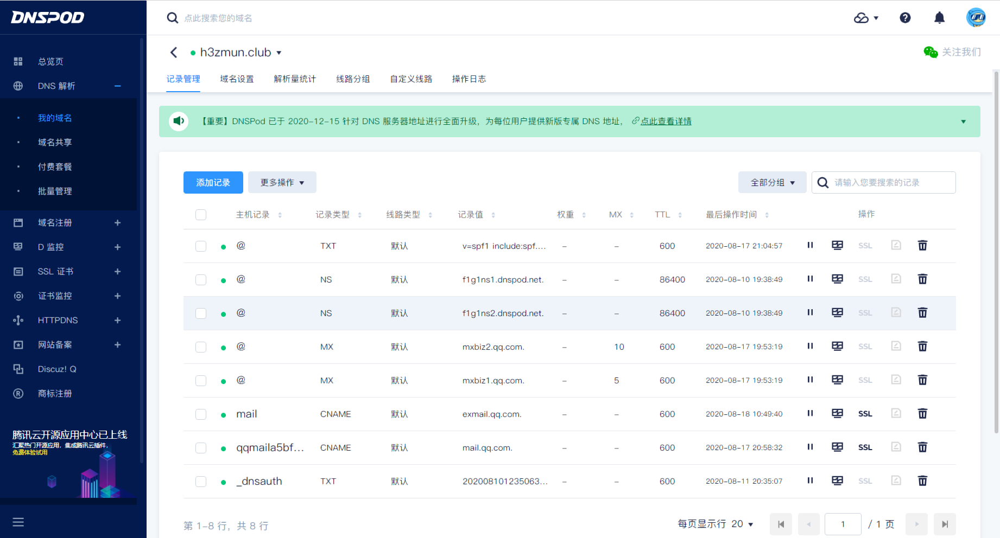 DNSPOD
点此搜索您的域名
总览页
DNS 解析
我的域名
域名共享
付费套餐
批量管理
域名注册
D 监控
SSL 证书
证书监控
HTTPDNS
网站备案
Discuz! Q
商标注册
腾讯云开源应用中心已上线
汇聚热门开源应用，集成腾讯云插件，
免费体验试用
h3zmun.club
关注我们
记录管理 域名设置 解析量统计 线路分组 自定义线路 操作日志
【重要】DNSPod 已于 2020-12-15 针对 DNS 服务器地址进行全面升级，为每位用户提供新版专属 DNS 地址， 点此查看详情
添加记录 更多操作 全部分组 请输入您要搜索的记录
主机记录 记录类型 线路类型 记录值 权重 MX TTL 最后操作时间 操作
@ TXT 默认 v=spf1 include:spf.... - - 600 2020-08-17 21:04:57 SSL
@ NS 默认 f1g1ns1.dnspod.net. - - 86400 2020-08-10 19:38:49 SSL
@ NS 默认 f1g1ns2.dnspod.net. - - 86400 2020-08-10 19:38:49 SSL
@ MX 默认 mxbiz2.qq.com. - 10 600 2020-08-17 19:53:19 SSL
@ MX 默认 mxbiz1.qq.com. - 5 600 2020-08-17 19:53:19 SSL
mail CNAME 默认 exmail.qq.com. - - 600 2020-08-18 10:49:40 SSL
qqmaila5bf... CNAME 默认 mail.qq.com. - - 600 2020-08-17 20:58:32 SSL
_dnsauth TXT 默认 202008101235063... - - 600 2020-08-11 20:35:07 SSL
第 1-8 行，共 8 行 每页显示行 20 1 / 1 页